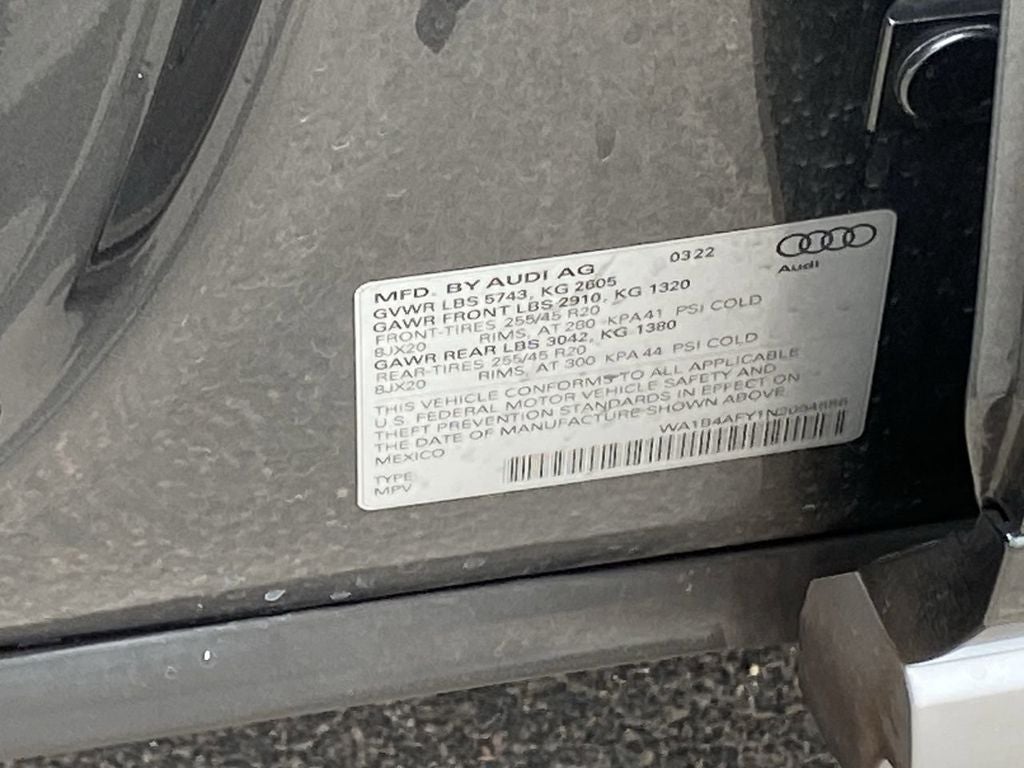 MFD. BY AUDI AG 0322
Audi
GVWR LBS 5743, KG 2605
GAWR FRONT LBS 2910, KG 1320
FRONT-TIRES 255/45 R20
8JX20 RIMS, AT 280 KPA41 PSI COLD
GAWR REAR LBS 3042, KG 1380
REAR-TIRES 255/45 R20
8JX20 RIMS, AT 300 KPA 44 PSI COLD
THIS VEHICLE CONFORMS TO ALL APPLICABLE
U.S. FEDERAL MOTOR VEHICLE SAFETY AND
THEFT PREVENTION STANDARDS IN EFFECT ON
THE DATE OF MANUFACTURE SHOWN ABOVE
MEXICO
TYPE
MPV